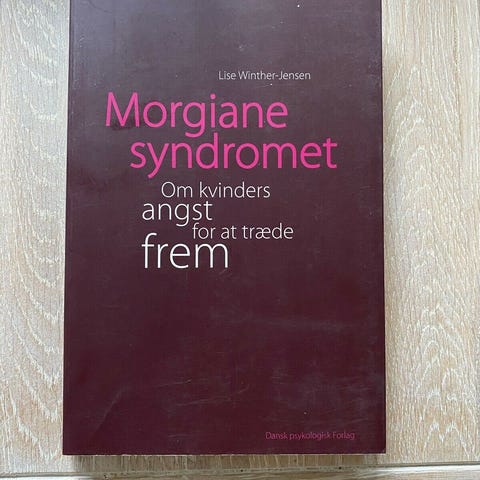 Lise Winther-Jensen
Morgiane
syndromet
Om kvinders
angst
for at træde
frem
Dansk psykologisk Forlag